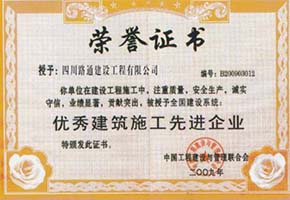 荣誉证书
授予：四川路通建设工程有限公司
编号：B200903012
你单位在建设工程施工中，注重质量，安全生产，诚实
守信，业绩显著，贡献突出，被授予全国建设系统：
优秀建筑施工先进企业
特颁发此证书。
中国工程建设与管理联合会
二〇〇九年